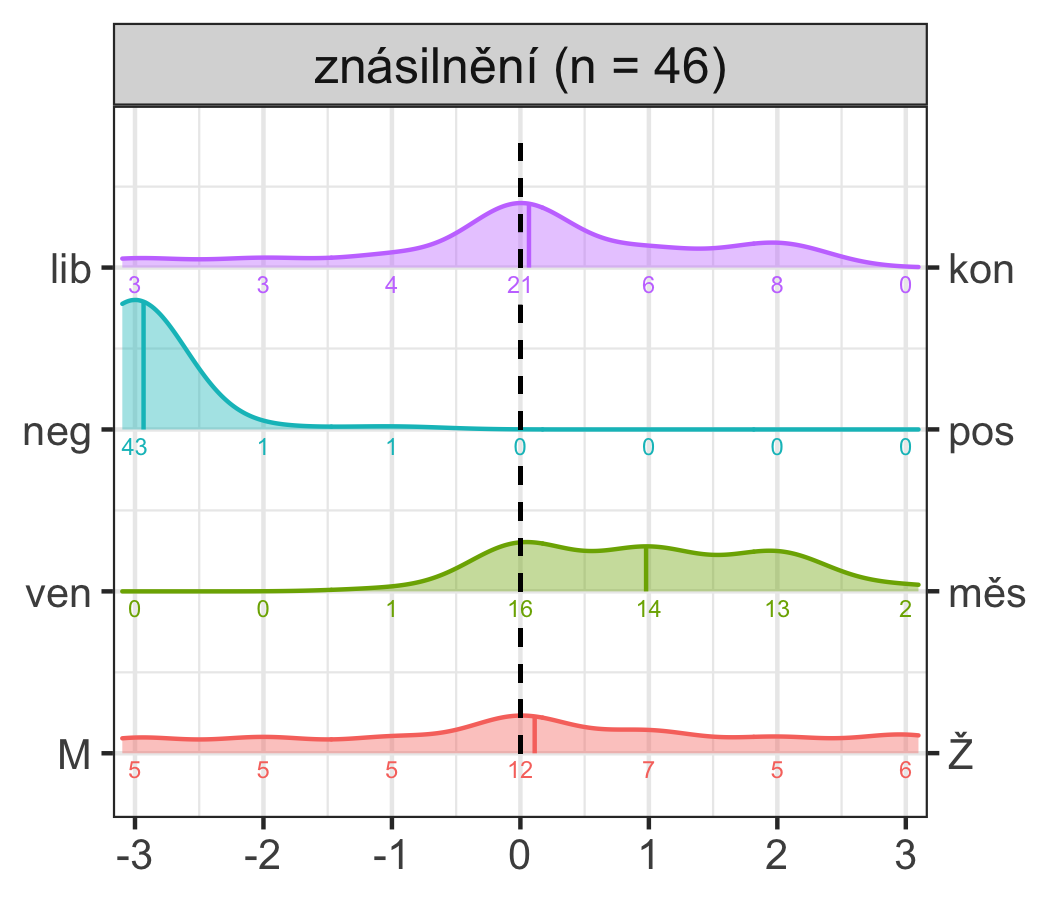 znásilnění (n = 46)
lib kon
3 3 4 21 6 8 0
neg pos
43 1 1 0 0 0 0
ven měs
0 0 1 16 14 13 2
M Ž
5 5 5 12 7 5 6
-3 -2 -1 0 1 2 3